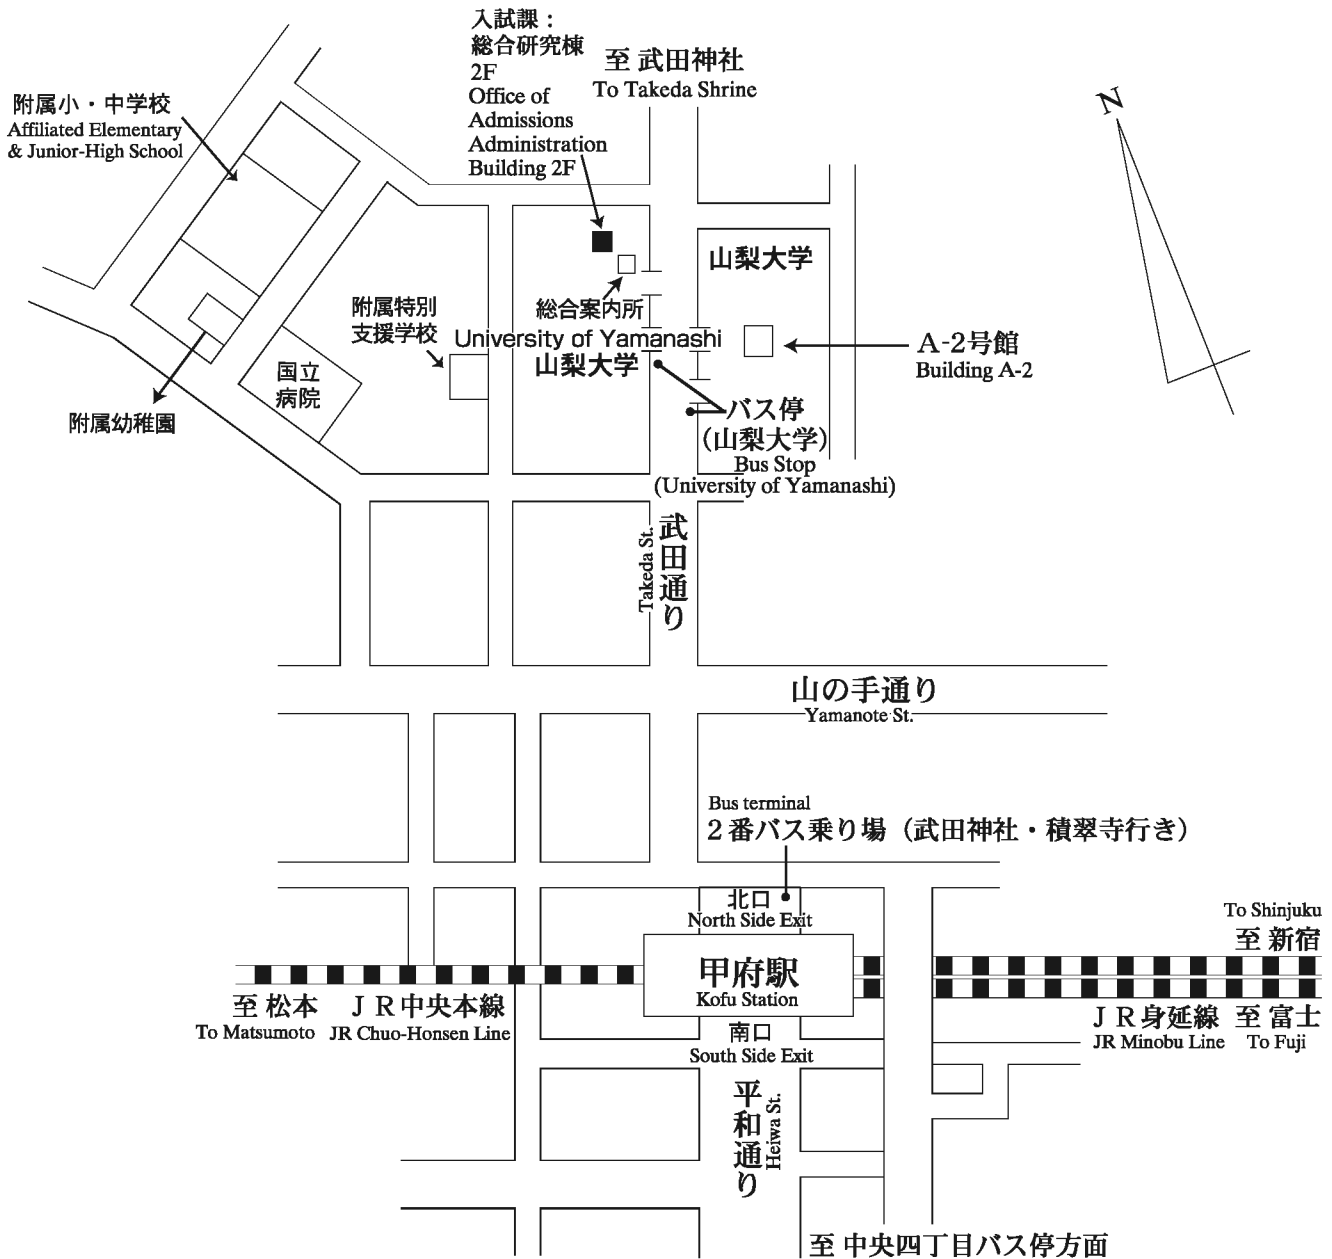 入試課：
総合研究棟
2F
Office of
Admissions
Administration
Building 2F
至 武田神社
To Takeda Shrine
N
附属小・中学校
Affiliated Elementary
& Junior-High School
山梨大学
附属特別
支援学校
総合案内所
University of Yamanashi
山梨大学
A-2号館
Building A-2
国立
病院
附属幼稚園
バス停
（山梨大学）
Bus Stop
(University of Yamanashi)
武田通り
Takeda St.
山の手通り
Yamanote St.
Bus terminal
２番バス乗り場（武田神社・積翠寺行き）
北口
North Side Exit
To Shinjuku
至 新宿
甲府駅
Kofu Station
至 松本
To Matsumoto
ＪＲ中央本線
JR Chuo-Honsen Line
ＪＲ身延線
JR Minobu Line
至 富士
To Fuji
南口
South Side Exit
平和通り
Heiwa St.
至 中央四丁目バス停方面